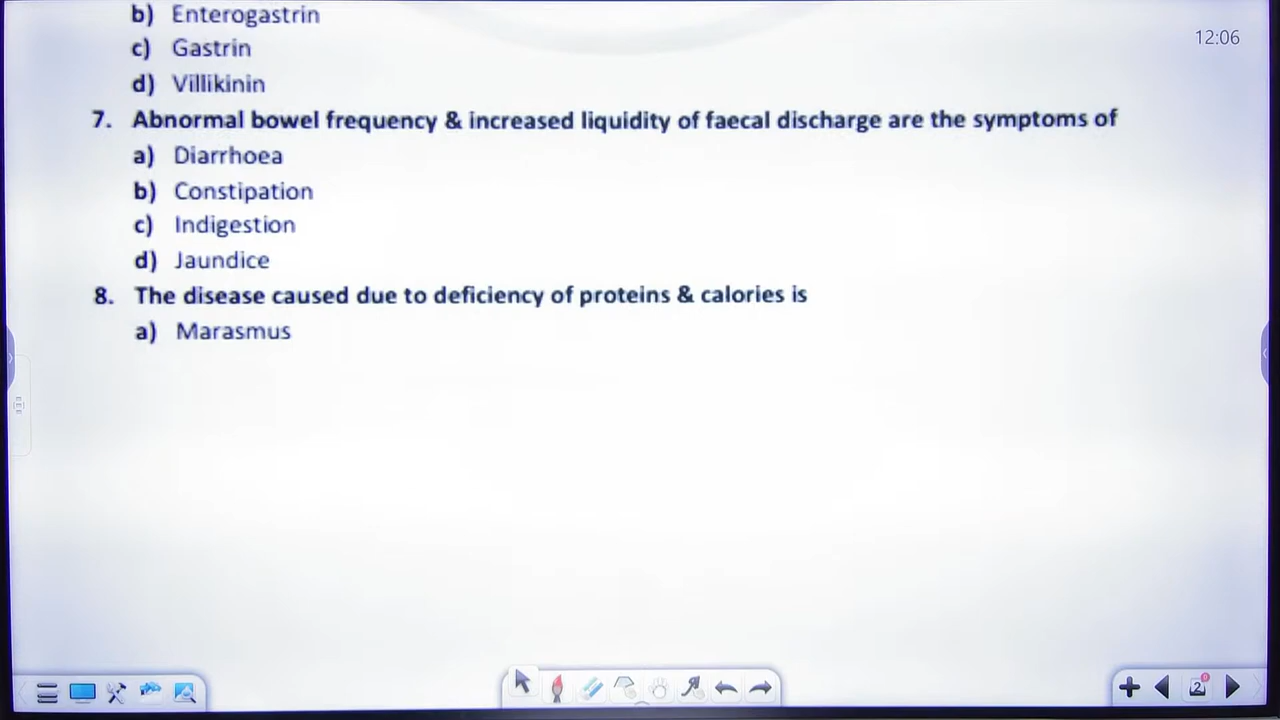 b) Enterogastrin
12:06
c) Gastrin
d) Villikinin
7. Abnormal bowel frequency & increased liquidity of faecal discharge are the symptoms of
a) Diarrhoea
b) Constipation
c) Indigestion
d) Jaundice
8. The disease caused due to deficiency of proteins & calories is
a) Marasmus
2